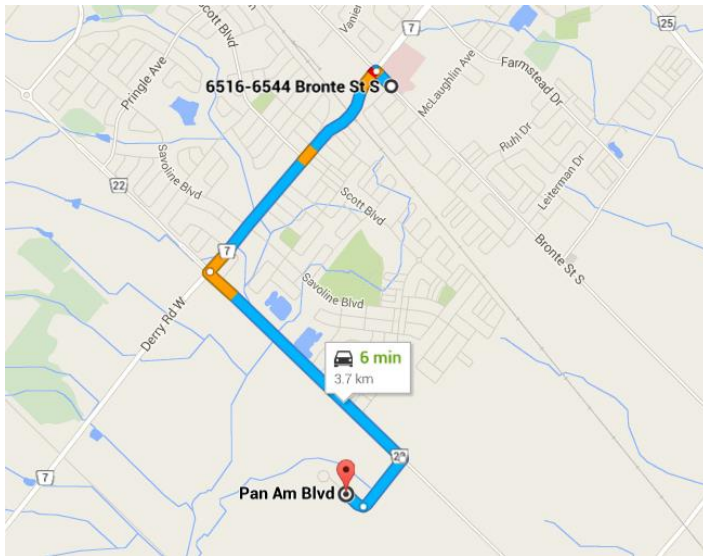 Scott Blvd
Vaniel
7
25
Pringle Ave
6516-6544 Bronte St S
McLaughlin Ave
Farmstead Dr
Ruhl Dr
Savoline Blvd
22
Scott Blvd
Leiterman Dr
7
Bronte St S
Savoline Blvd
Derry Rd W
6 min
3.7 km
7
Pan Am Blvd